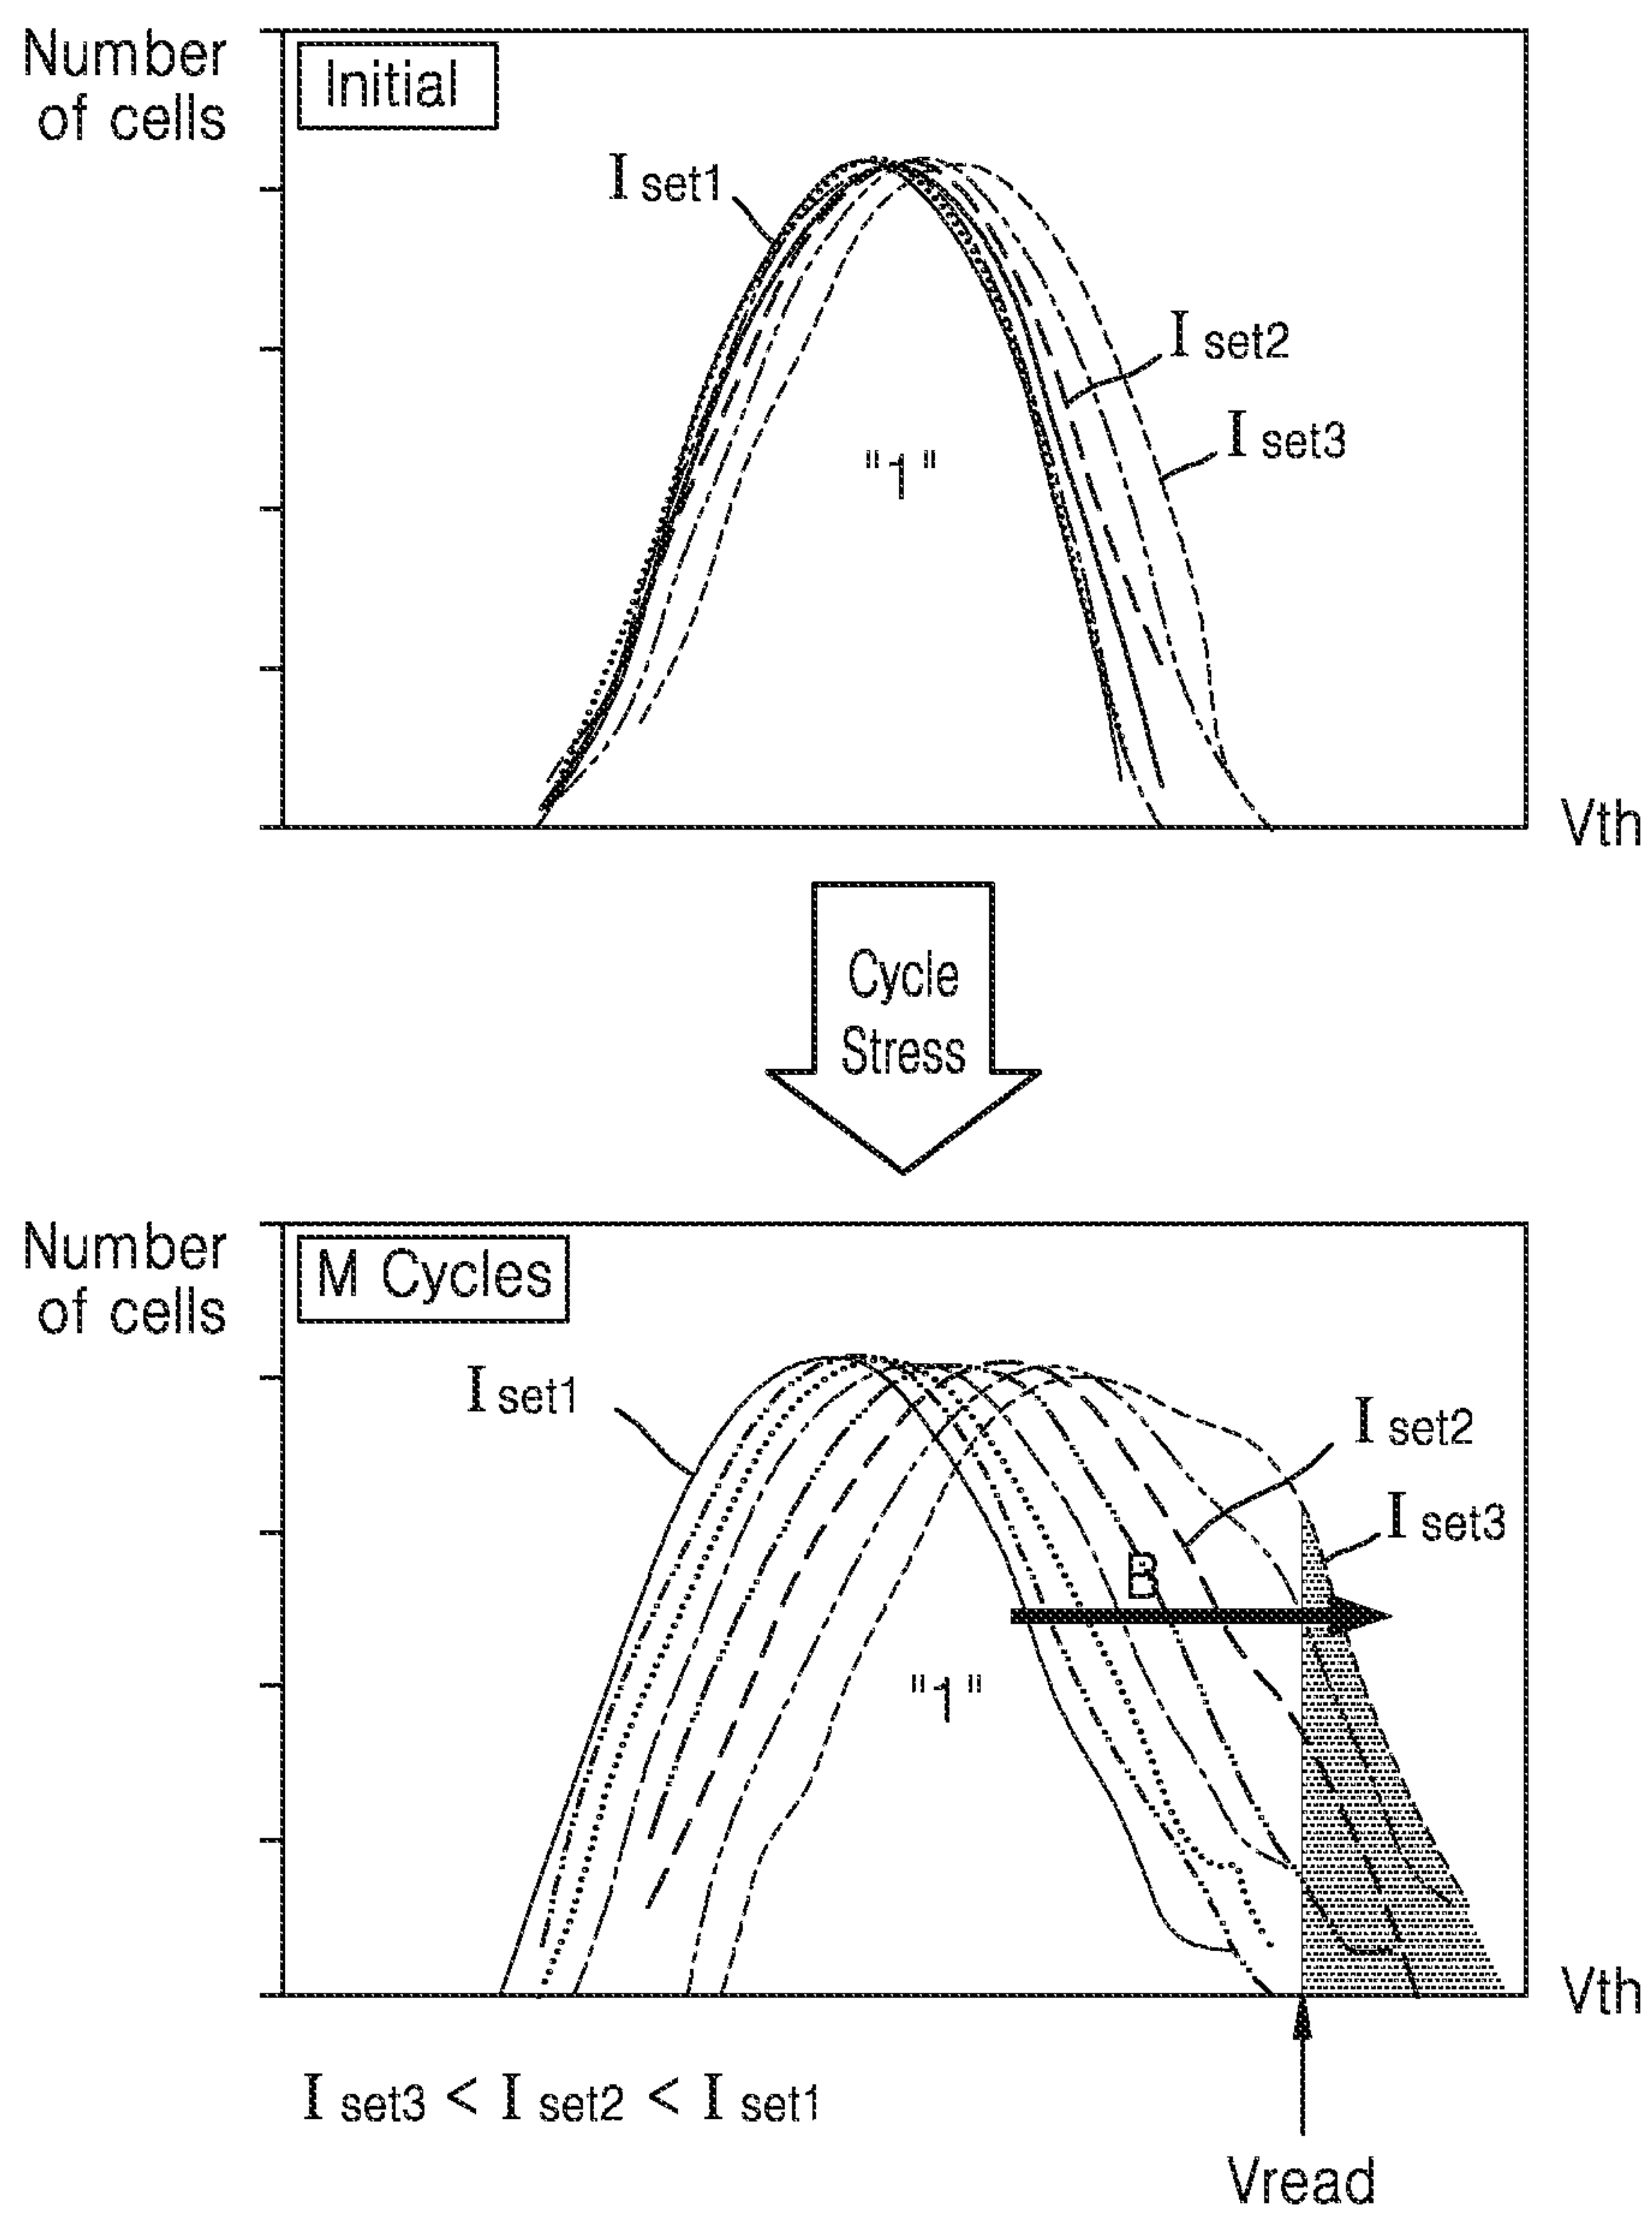 Number
of cells
Initial
I set1
I set2
I set3
"1"
Vth
Cycle
Stress
Number
of cells
M Cycles
I set1
I set2
I set3
B
"1"
Vth
I set3 < I set2 < I set1
Vread